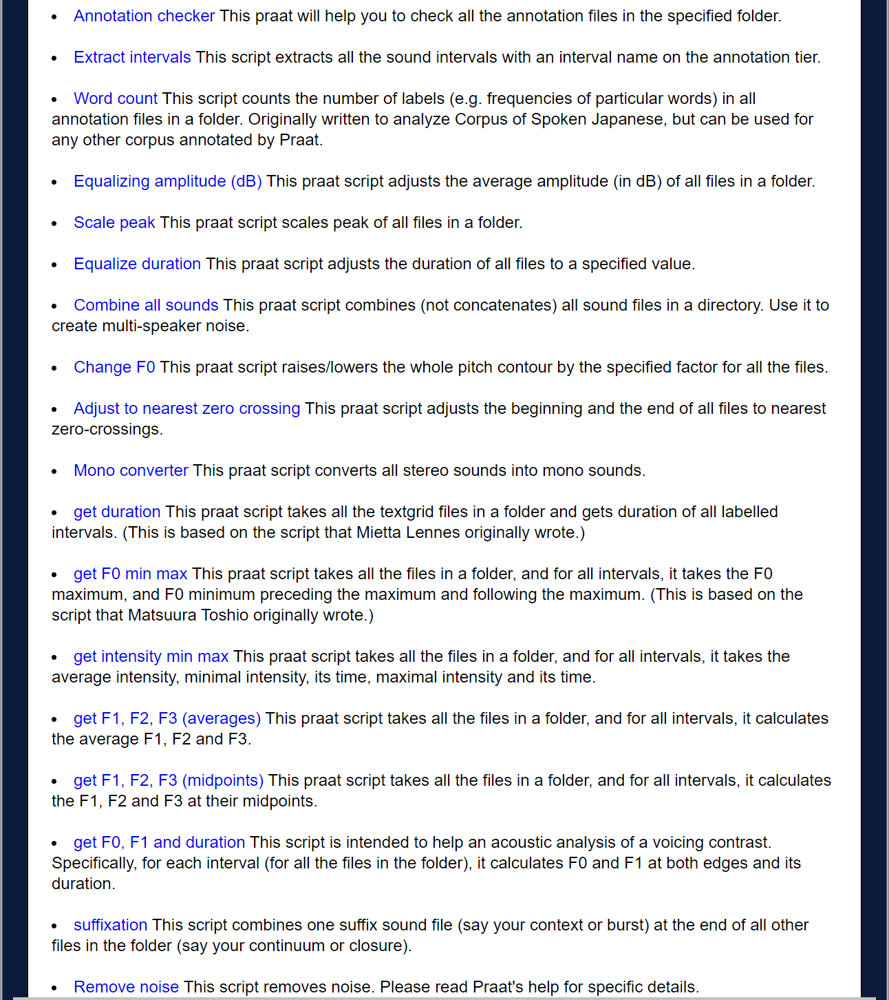 • Annotation checker This praat will help you to check all the annotation files in the specified folder.
• Extract intervals This script extracts all the sound intervals with an interval name on the annotation tier.
• Word count This script counts the number of labels (e.g. frequencies of particular words) in all
annotation files in a folder. Originally written to analyze Corpus of Spoken Japanese, but can be used for
any other corpus annotated by Praat.
• Equalizing amplitude (dB) This praat script adjusts the average amplitude (in dB) of all files in a folder.
• Scale peak This praat script scales peak of all files in a folder.
• Equalize duration This praat script adjusts the duration of all files to a specified value.
• Combine all sounds This praat script combines (not concatenates) all sound files in a directory. Use it to
create multi-speaker noise.
• Change F0 This praat script raises/lowers the whole pitch contour by the specified factor for all the files.
• Adjust to nearest zero crossing This praat script adjusts the beginning and the end of all files to nearest
zero-crossings.
• Mono converter This praat script converts all stereo sounds into mono sounds.
• get duration This praat script takes all the textgrid files in a folder and gets duration of all labelled
intervals. (This is based on the script that Mietta Lennes originally wrote.)
• get F0 min max This praat script takes all the files in a folder, and for all intervals, it takes the F0
maximum, and F0 minimum preceding the maximum and following the maximum. (This is based on the
script that Matsuura Toshio originally wrote.)
• get intensity min max This praat script takes all the files in a folder, and for all intervals, it takes the
average intensity, minimal intensity, its time, maximal intensity and its time.
• get F1, F2, F3 (averages) This praat script takes all the files in a folder, and for all intervals, it calculates
the average F1, F2 and F3.
• get F1, F2, F3 (midpoints) This praat script takes all the files in a folder, and for all intervals, it calculates
the F1, F2 and F3 at their midpoints.
• get F0, F1 and duration This script is intended to help an acoustic analysis of a voicing contrast.
Specifically, for each interval (for all the files in the folder), it calculates F0 and F1 at both edges and its
duration.
• suffixation This script combines one suffix sound file (say your context or burst) at the end of all other
files in the folder (say your continuum or closure).
• Remove noise This script removes noise. Please read Praat's help for specific details.